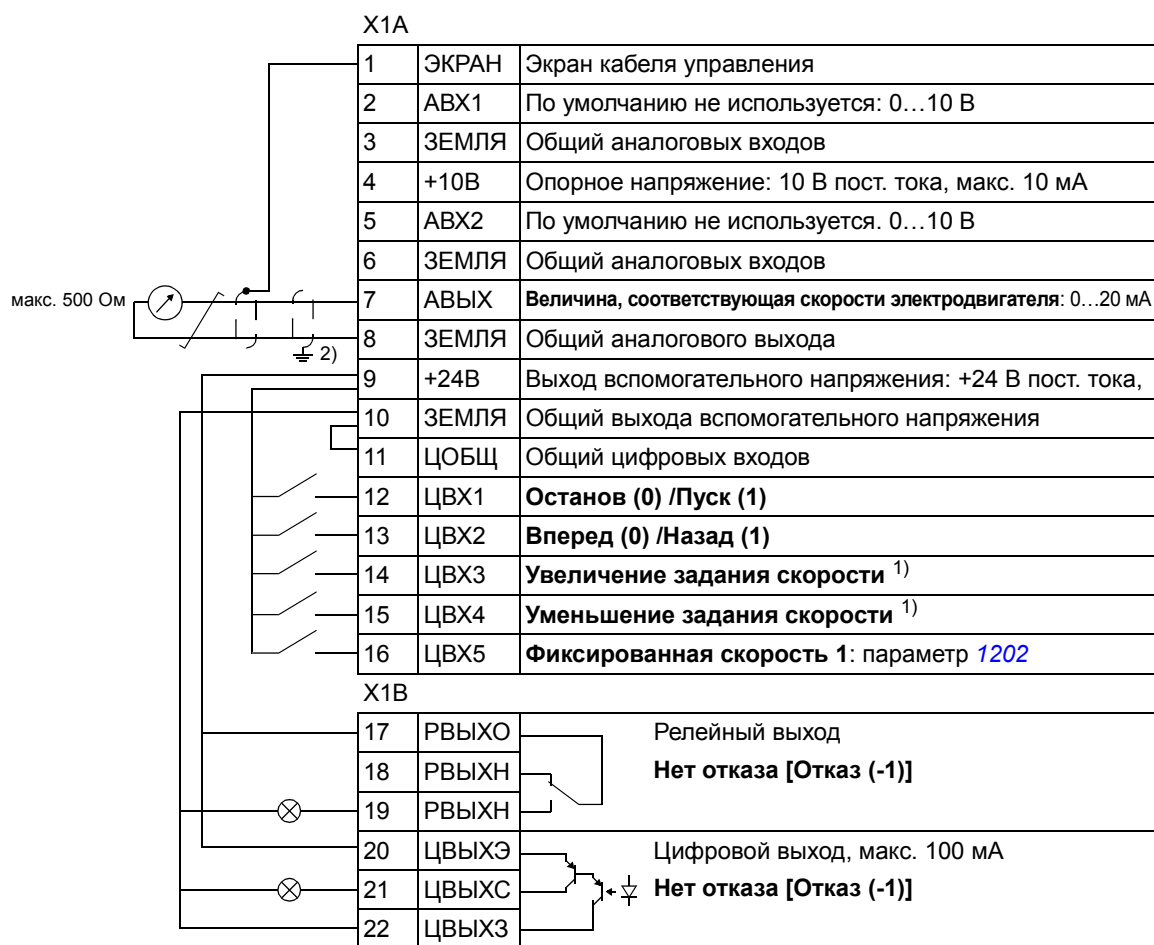 X1A
1 ЭКРАН Экран кабеля управления
2 АВХ1 По умолчанию не используется: 0…10 В
3 ЗЕМЛЯ Общий аналоговых входов
4 +10В Опорное напряжение: 10 В пост. тока, макс. 10 мА
5 АВХ2 По умолчанию не используется. 0…10 В
6 ЗЕМЛЯ Общий аналоговых входов
макс. 500 Ом 7 АВЫХ Величина, соответствующая скорости электродвигателя: 0…20 мА
8 ЗЕМЛЯ Общий аналогового выхода
2)
9 +24В Выход вспомогательного напряжения: +24 В пост. тока,
10 ЗЕМЛЯ Общий выхода вспомогательного напряжения
11 ЦОБЩ Общий цифровых входов
12 ЦВХ1 Останов (0) /Пуск (1)
13 ЦВХ2 Вперед (0) /Назад (1)
14 ЦВХ3 Увеличение задания скорости 1)
15 ЦВХ4 Уменьшение задания скорости 1)
16 ЦВХ5 Фиксированная скорость 1: параметр 1202
X1B
17 РВЫХО Релейный выход
18 РВЫХН Нет отказа [Отказ (-1)]
19 РВЫХН
20 ЦВЫХЭ Цифровой выход, макс. 100 мА
21 ЦВЫХС Нет отказа [Отказ (-1)]
22 ЦВЫХЗ